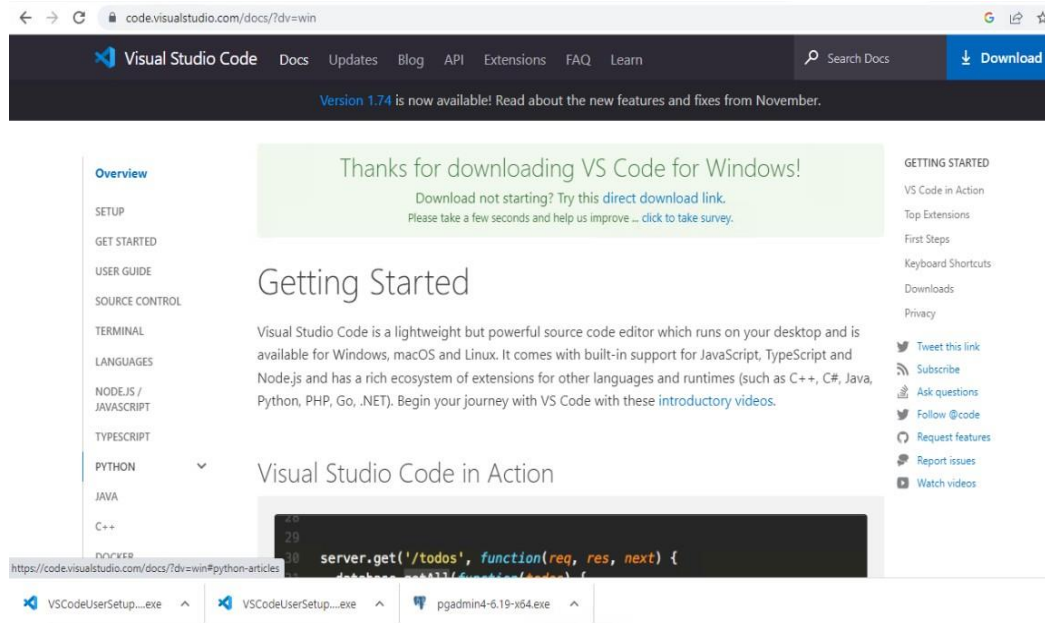 code.visualstudio.com/docs/?dv=win
Visual Studio Code Docs Updates Blog API Extensions FAQ Learn Search Docs Download
Version 1.74 is now available! Read about the new features and fixes from November.
Overview
SETUP
GET STARTED
USER GUIDE
SOURCE CONTROL
TERMINAL
LANGUAGES
NODE.JS /
JAVASCRIPT
TYPESCRIPT
PYTHON
JAVA
C++
DOCKER
Thanks for downloading VS Code for Windows!
Download not starting? Try this direct download link.
Please take a few seconds and help us improve ... click to take survey.
Getting Started
Visual Studio Code is a lightweight but powerful source code editor which runs on your desktop and is
available for Windows, macOS and Linux. It comes with built-in support for JavaScript, TypeScript and
Node.js and has a rich ecosystem of extensions for other languages and runtimes (such as C++, C#, Java,
Python, PHP, Go, .NET). Begin your journey with VS Code with these introductory videos.
Visual Studio Code in Action
28
29
30 server.get('/todos', function(req, res, next) {
database.getAll(function(todos) {
GETTING STARTED
VS Code in Action
Top Extensions
First Steps
Keyboard Shortcuts
Downloads
Privacy
Tweet this link
Subscribe
Ask questions
Follow @code
Request features
Report issues
Watch videos
https://code.visualstudio.com/docs/?dv=win#python-articles
VSCodeUserSetup....exe VSCodeUserSetup....exe pgadmin4-6.19-x64.exe